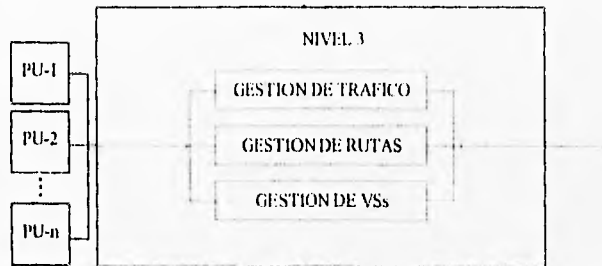 NIVEL 3
PU-1
GESTION DE TRAFICO
PU-2
GESTION DE RUTAS
GESTION DE VSs
PU-n